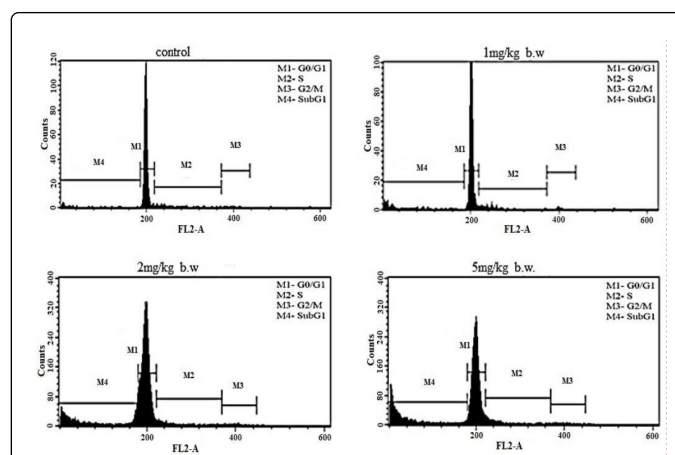 control
M1- G0/G1
M2- S
M3- G2/M
M4- SubG1
Counts
0 20 40 60 80 100 120
M4
M1
M2
M3
0 200 400 600
FL2-A
1mg/kg b.w
M1- G0/G1
M2- S
M3- G2/M
M4- SubG1
Counts
0 20 40 60 80 100
M4
M1
M2
M3
0 200 400 600
FL2-A
2mg/kg b.w
M1- G0/G1
M2- S
M3- G2/M
M4- SubG1
Counts
0 80 160 240 320 400
M4
M1
M2
M3
0 200 400 600
FL2-A
5mg/kg b.w.
M1- G0/G1
M2- S
M3- G2/M
M4- SubG1
Counts
0 80 160 240 320 400
M4
M1
M2
M3
0 200 400 600
FL2-A